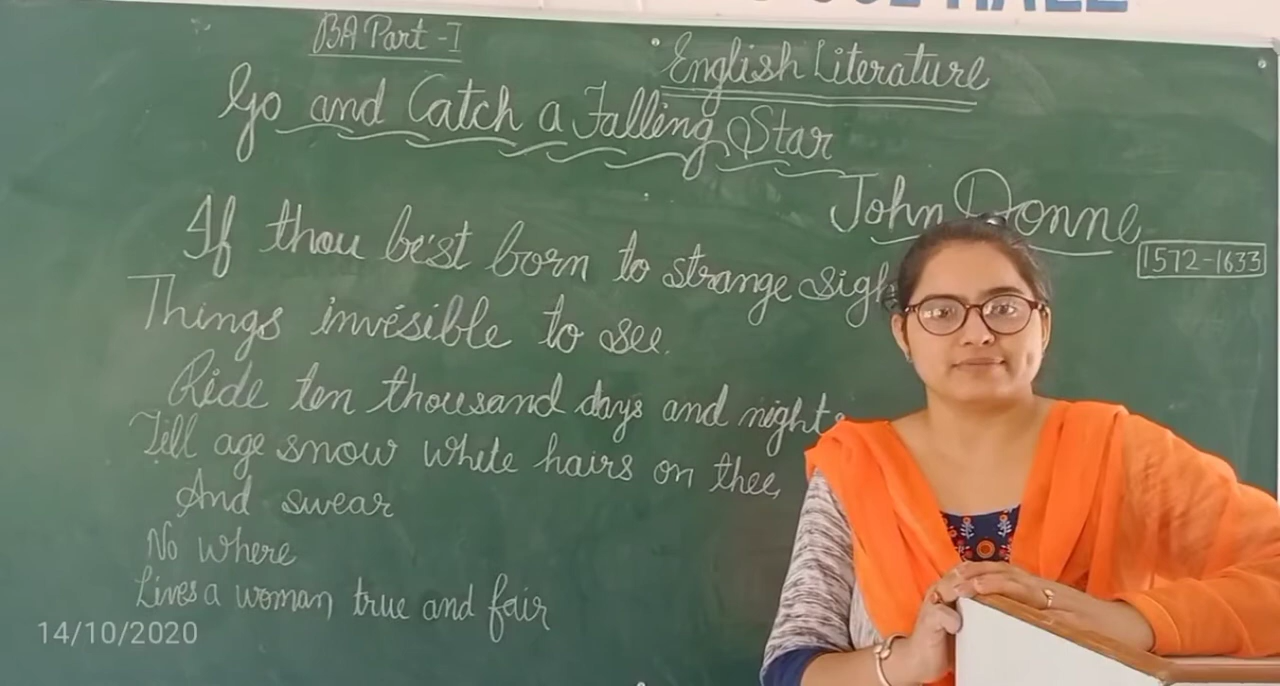 HALL
BA Part -I
English Literature
Go and Catch a Falling Star
John Donne
1572-1633
If thou be'st born to strange sigh
Things invisible to see.
Ride ten thousand days and nights
Till age snow white hairs on thee,
And swear
No where
Lives a woman true and fair
14/10/2020